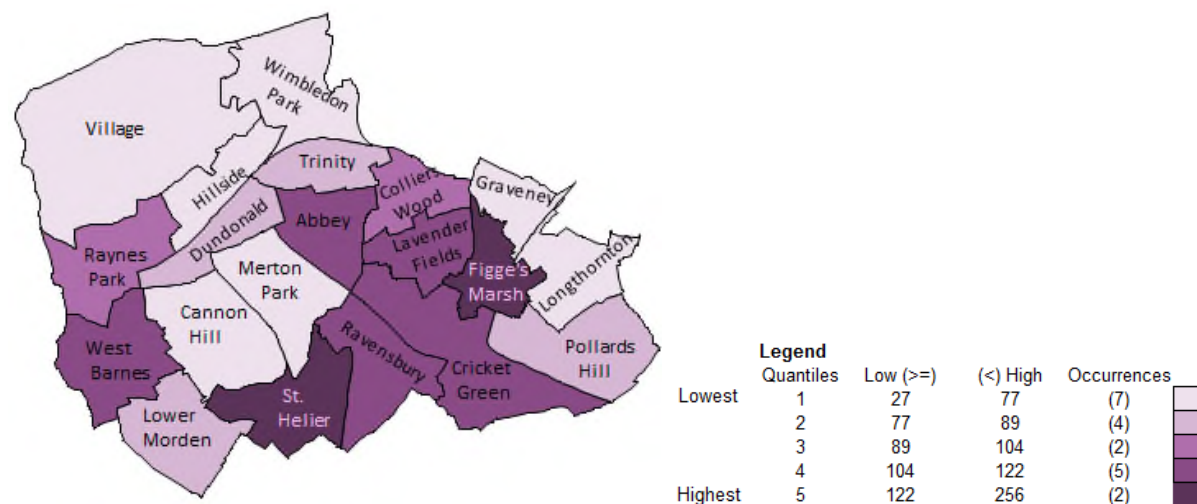 Wimbledon
Park
Village
Trinity
Hillside
Colliers
Wood
Graveney
Dundonald
Abbey
Lavender
Fields
Raynes
Park
Merton
Park
Figge's
Marsh
Longthornton
Cannon
Hill
West
Barnes
Ravensbury
Cricket
Green
Pollards
Hill
St.
Helier
Lower
Morden
Legend
Quantiles Low (>=) (<) High Occurrences
Lowest 1 27 77 (7)
2 77 89 (4)
3 89 104 (2)
4 104 122 (5)
Highest 5 122 256 (2)